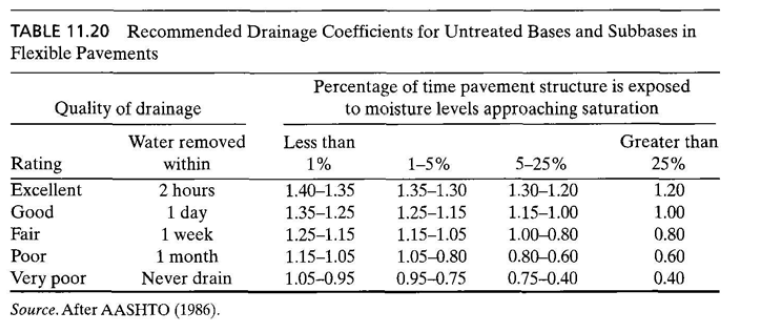 TABLE 11.20 Recommended Drainage Coefficients for Untreated Bases and Subbases in
Flexible Pavements
Percentage of time pavement structure is exposed
Quality of drainage to moisture levels approaching saturation
Water removed Less than Greater than
Rating within 1% 1–5% 5–25% 25%
Excellent 2 hours 1.40–1.35 1.35–1.30 1.30–1.20 1.20
Good 1 day 1.35–1.25 1.25–1.15 1.15–1.00 1.00
Fair 1 week 1.25–1.15 1.15–1.05 1.00–0.80 0.80
Poor 1 month 1.15–1.05 1.05–0.80 0.80–0.60 0.60
Very poor Never drain 1.05–0.95 0.95–0.75 0.75–0.40 0.40
Source. After AASHTO (1986).